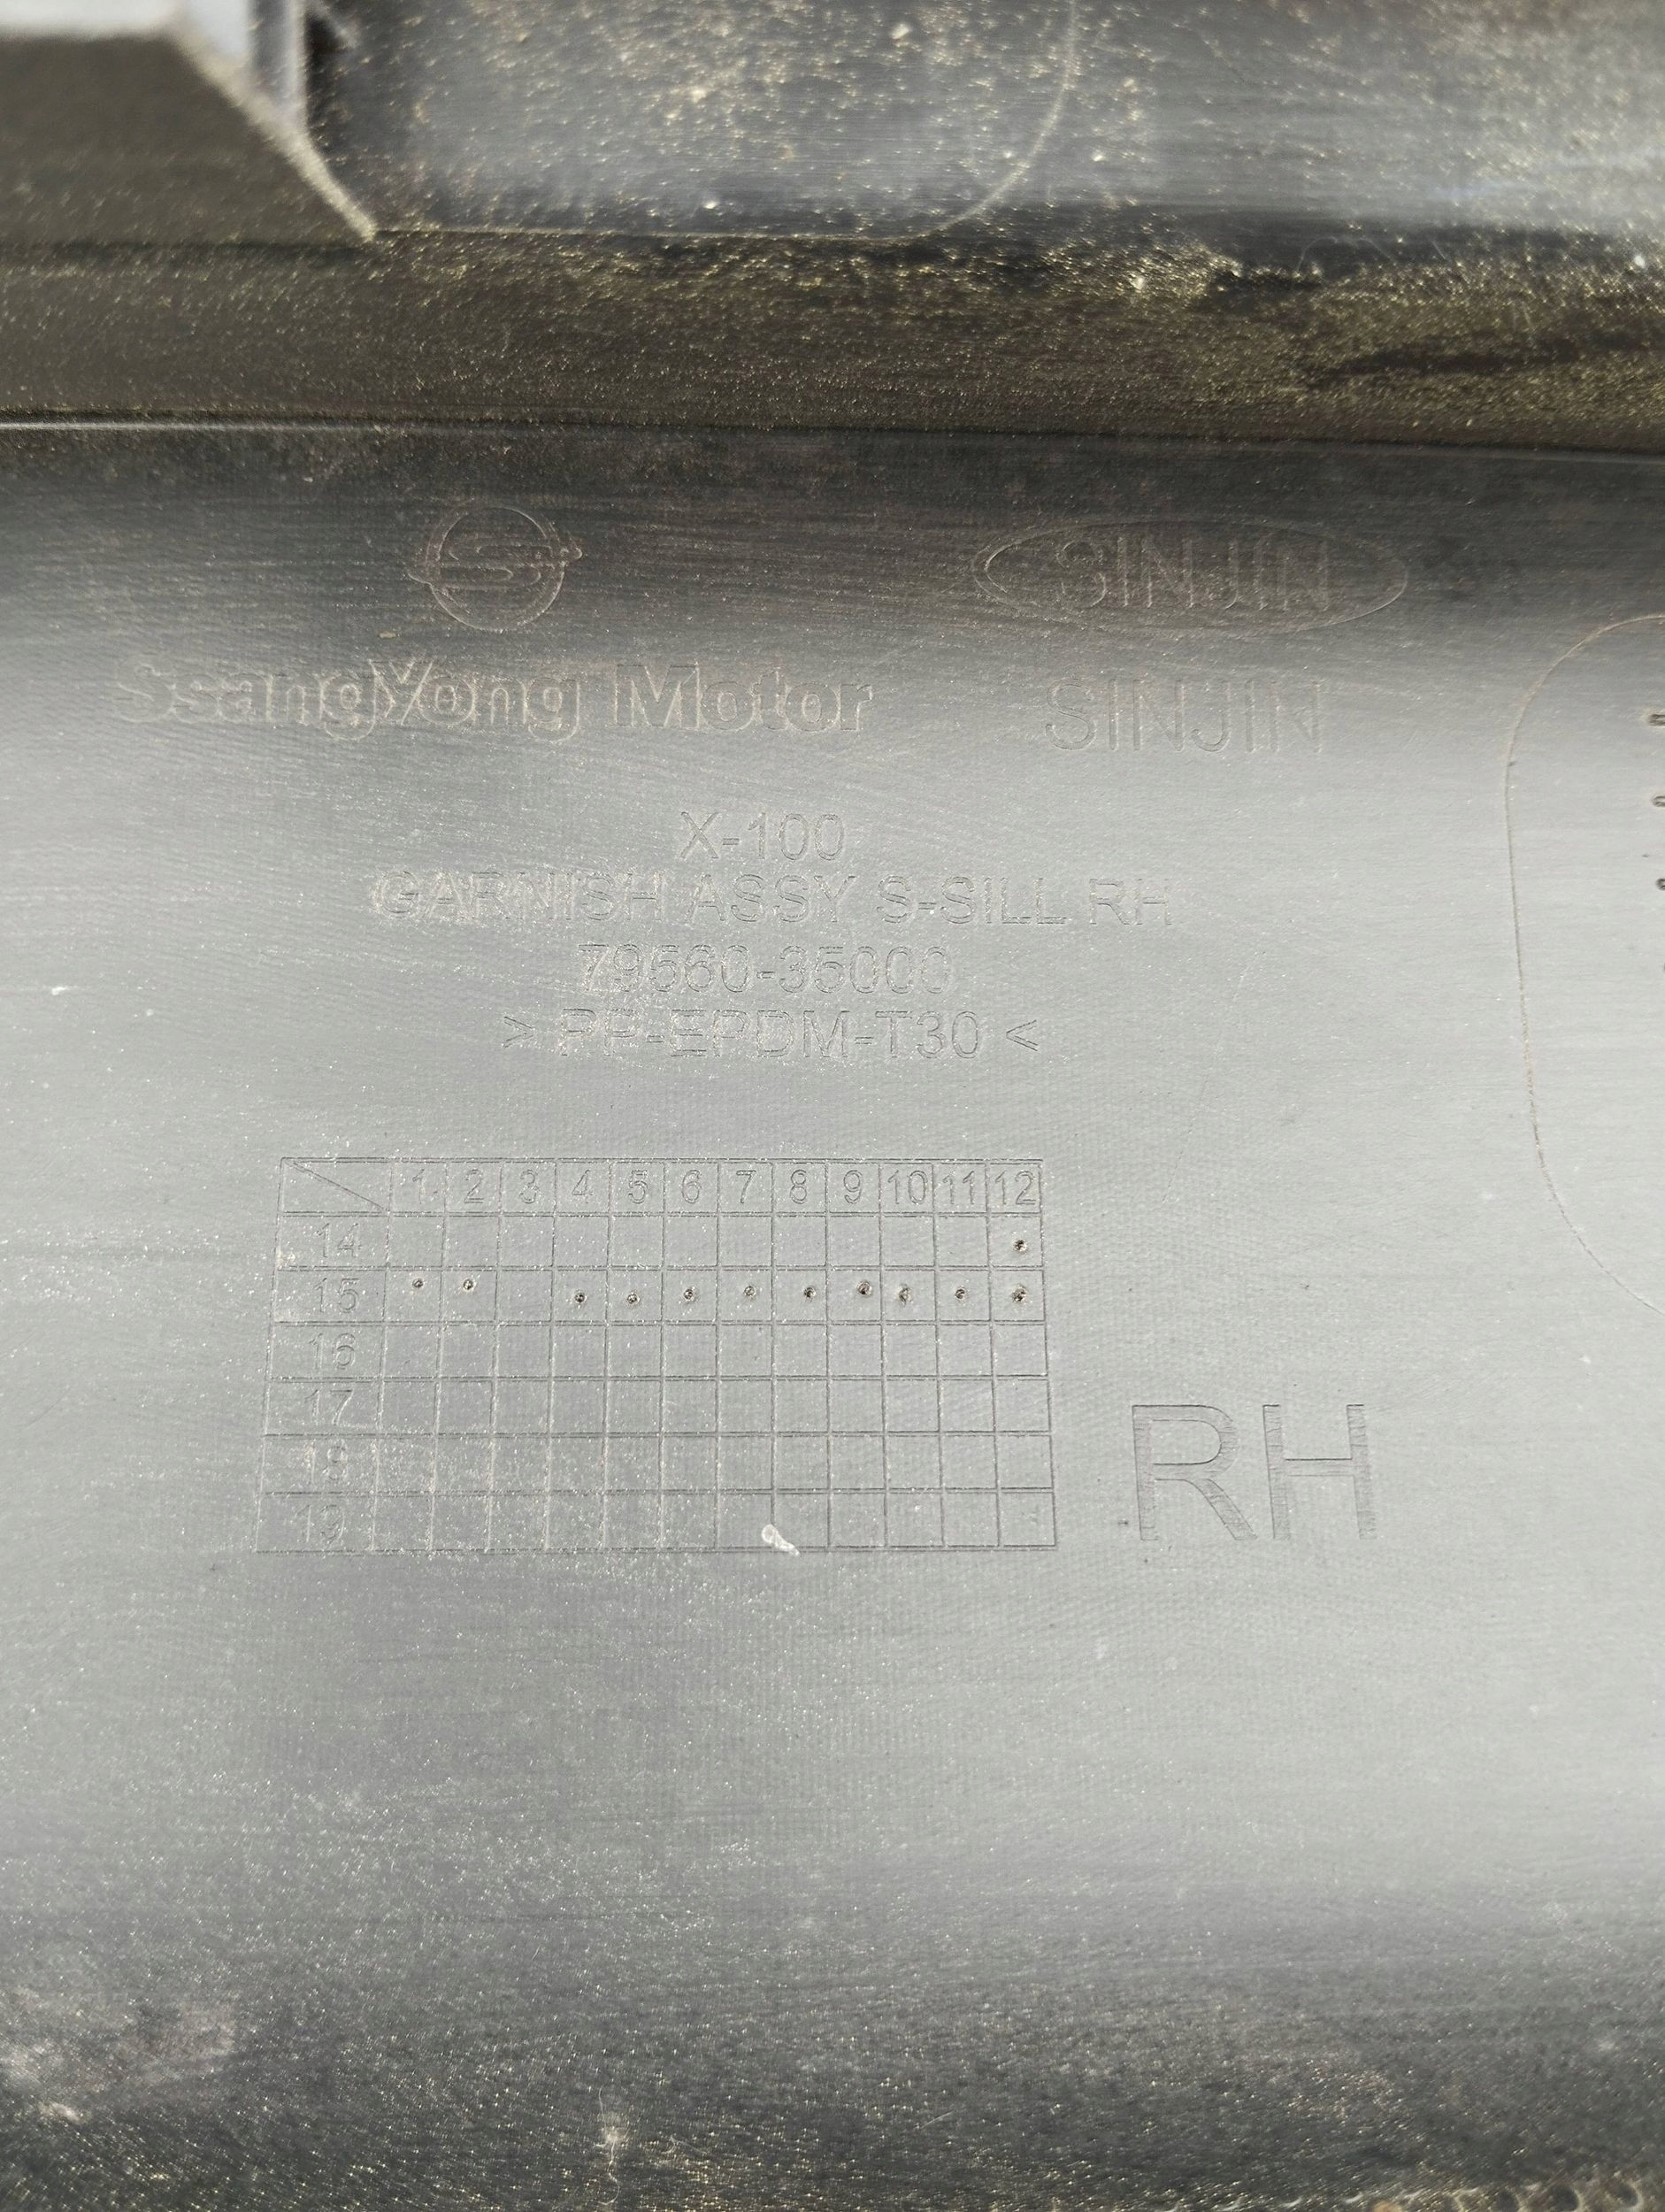 SINJIN
SsangYong Motor SINJIN
X-100
GARNISH ASSY S-SILL RH
79560-35000
> PP-EPDM-T30 <
1 2 3 4 5 6 7 8 9 10 11 12
14
15
16
17
18
19
RH